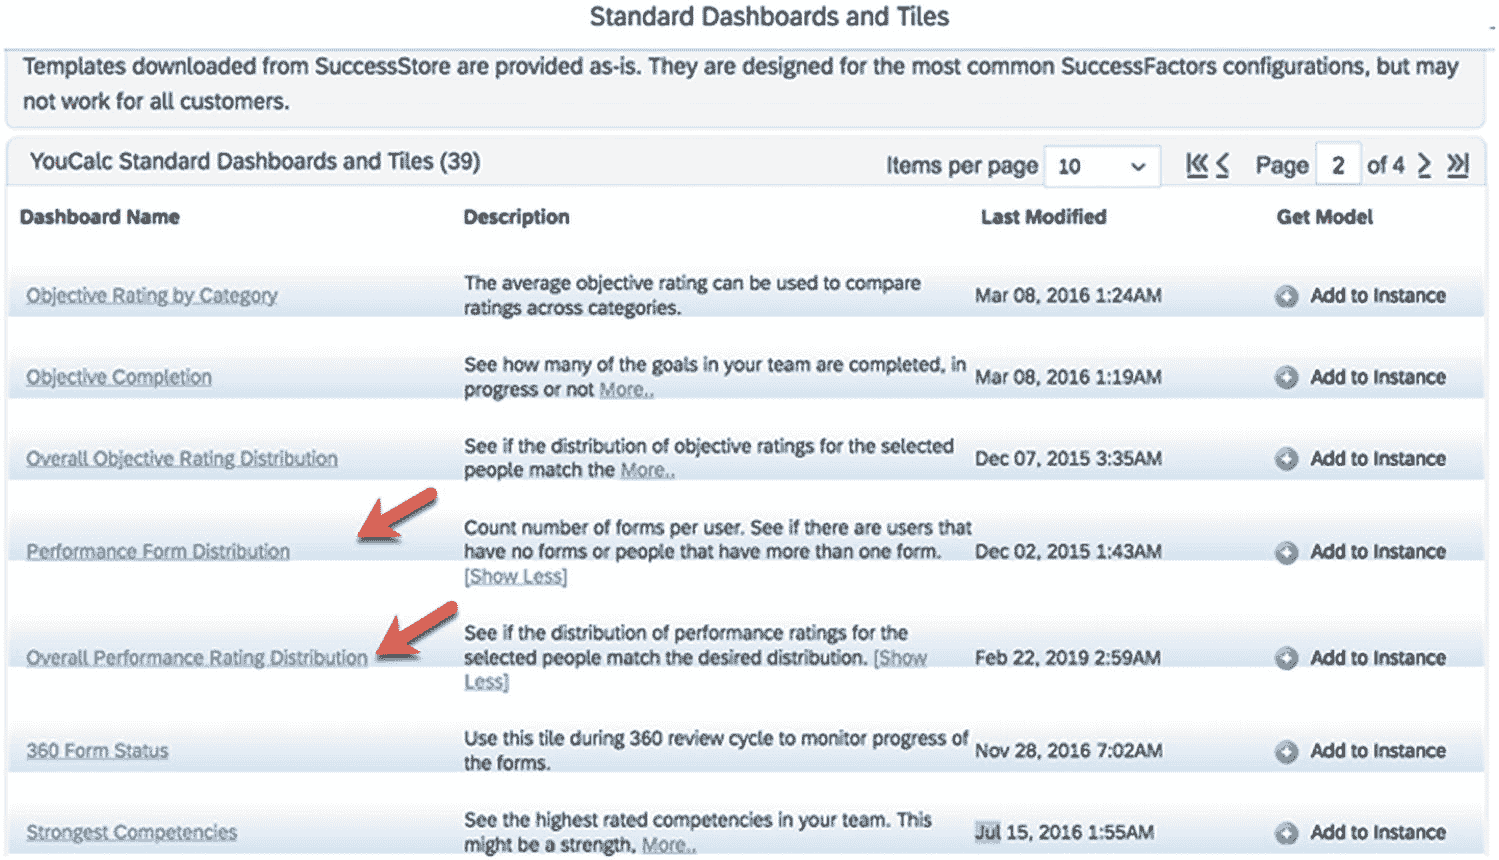 Standard Dashboards and Tiles
Templates downloaded from SuccessStore are provided as-is. They are designed for the most common SuccessFactors configurations, but may
not work for all customers.
YouCalc Standard Dashboards and Tiles (39)
Items per page 10 Page 2 of 4
Dashboard Name Description Last Modified Get Model
Objective Rating by Category
The average objective rating can be used to compare
ratings across categories.
Mar 08, 2016 1:24AM
Add to Instance
Objective Completion
See how many of the goals in your team are completed, in
progress or not More..
Mar 08, 2016 1:19AM
Add to Instance
Overall Objective Rating Distribution
See if the distribution of objective ratings for the selected
people match the More..
Dec 07, 2015 3:35AM
Add to Instance
Performance Form Distribution
Count number of forms per user. See if there are users that
have no forms or people that have more than one form.
[Show Less]
Dec 02, 2015 1:43AM
Add to Instance
Overall Performance Rating Distribution
See if the distribution of performance ratings for the
selected people match the desired distribution. [Show
Less]
Feb 22, 2019 2:59AM
Add to Instance
360 Form Status
Use this tile during 360 review cycle to monitor progress of
the forms.
Nov 28, 2016 7:02AM
Add to Instance
Strongest Competencies
See the highest rated competencies in your team. This
might be a strength, More..
Jul 15, 2016 1:55AM
Add to Instance